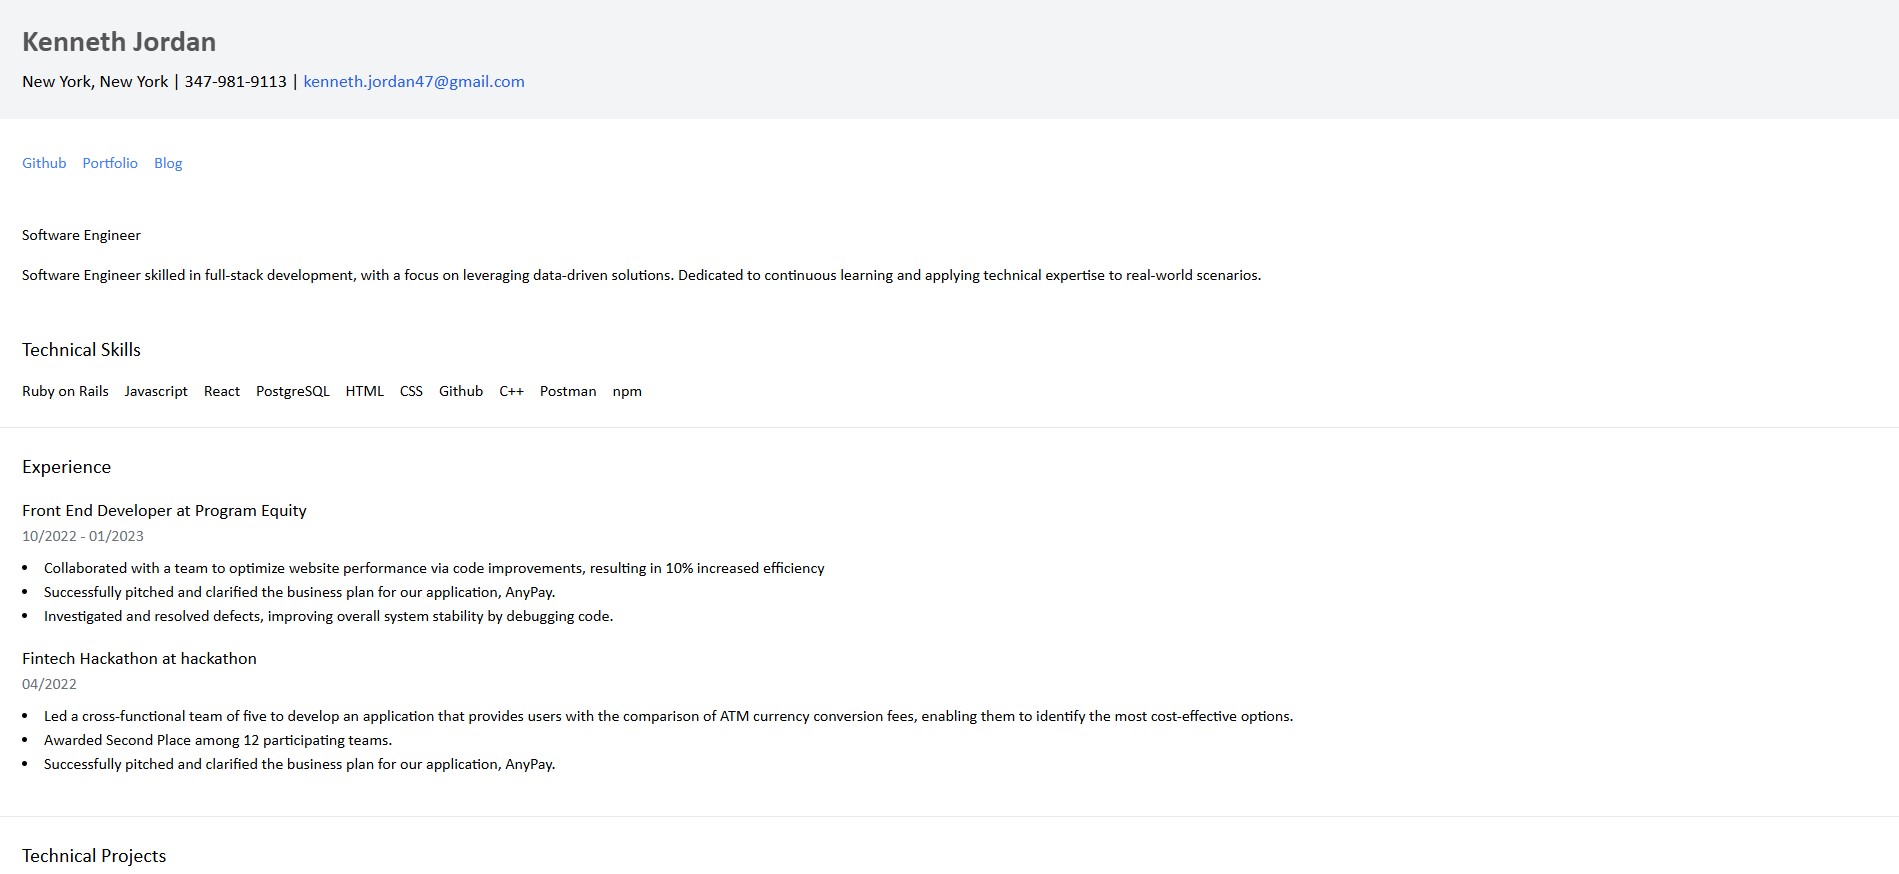 Kenneth Jordan
New York, New York | 347-981-9113 | kenneth.jordan47@gmail.com
Github Portfolio Blog
Software Engineer
Software Engineer skilled in full-stack development, with a focus on leveraging data-driven solutions. Dedicated to continuous learning and applying technical expertise to real-world scenarios.
Technical Skills
Ruby on Rails Javascript React PostgreSQL HTML CSS Github C++ Postman npm
Experience
Front End Developer at Program Equity
10/2022 - 01/2023
• Collaborated with a team to optimize website performance via code improvements, resulting in 10% increased efficiency
• Successfully pitched and clarified the business plan for our application, AnyPay.
• Investigated and resolved defects, improving overall system stability by debugging code.
Fintech Hackathon at hackathon
04/2022
• Led a cross-functional team of five to develop an application that provides users with the comparison of ATM currency conversion fees, enabling them to identify the most cost-effective options.
• Awarded Second Place among 12 participating teams.
• Successfully pitched and clarified the business plan for our application, AnyPay.
Technical Projects